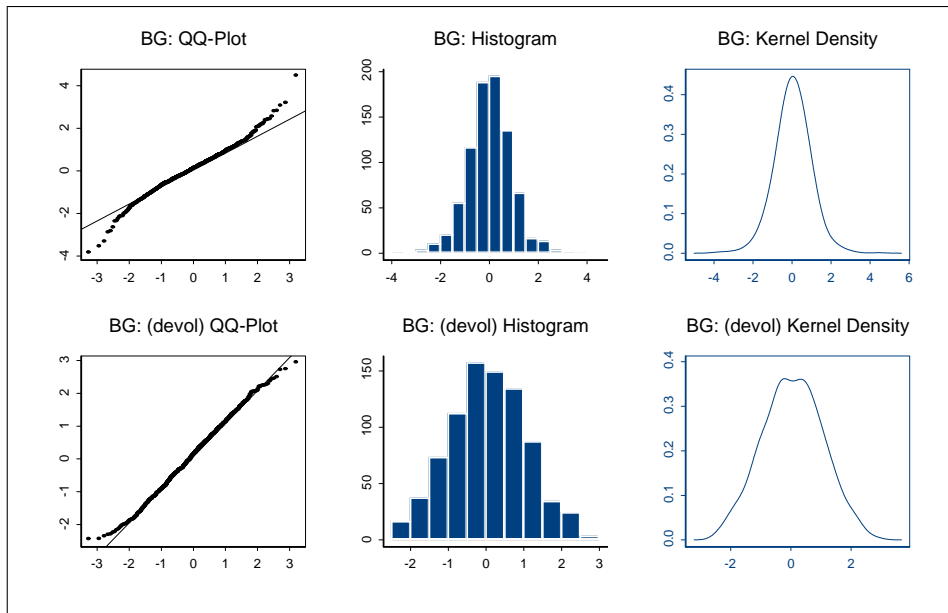 BG: QQ-Plot
BG: Histogram
BG: Kernel Density
4
2
0
-2
-4
-3 -2 -1 0 1 2 3
200
150
100
50
0
-4 -2 0 2 4
0.4
0.3
0.2
0.1
0.0
-4 -2 0 2 4 6
BG: (devol) QQ-Plot
BG: (devol) Histogram
BG: (devol) Kernel Density
3
2
1
0
-1
-2
-3 -2 -1 0 1 2 3
150
100
50
0
-2 -1 0 1 2 3
0.4
0.3
0.2
0.1
0.0
-2 0 2